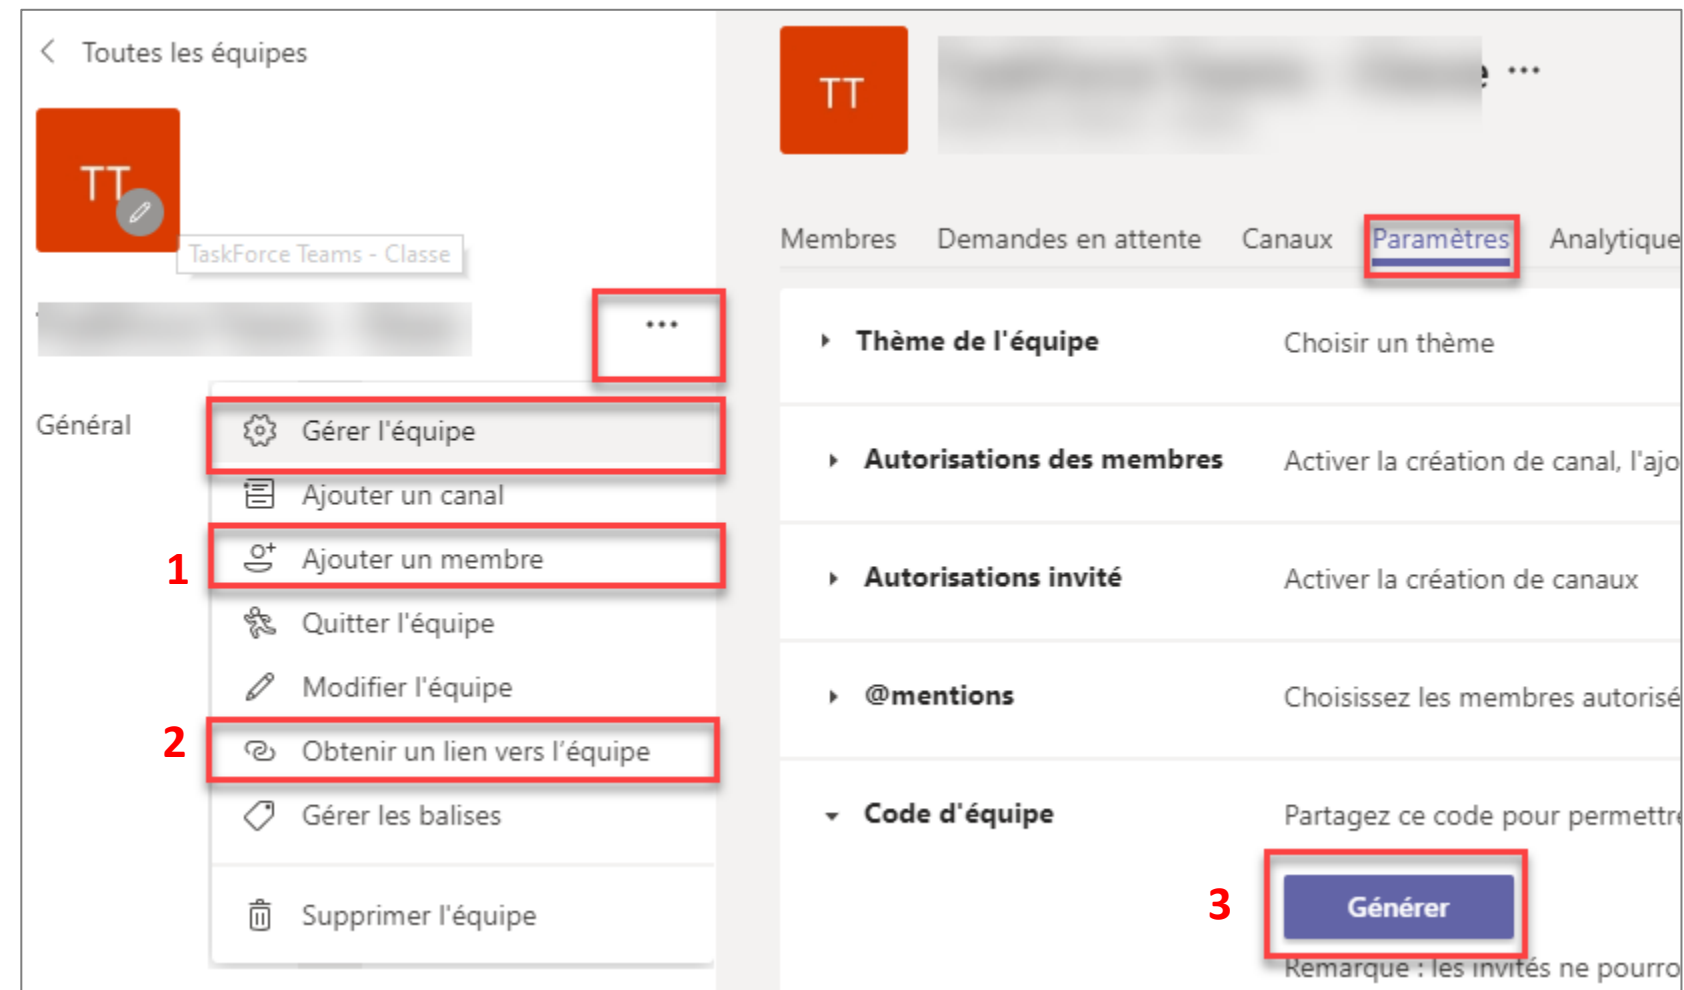 Toutes les équipes
TT
TaskForce Teams - Classe
...
Général
Gérer l'équipe
Ajouter un canal
1
Ajouter un membre
Quitter l'équipe
Modifier l'équipe
2
Obtenir un lien vers l’équipe
Gérer les balises
Supprimer l'équipe
TT
...
Membres Demandes en attente Canaux Paramètres Analytique
Thème de l'équipe Choisir un thème
Autorisations des membres Activer la création de canal, l'ajo
Autorisations invité Activer la création de canaux
@mentions Choisissez les membres autorisé
Code d'équipe Partagez ce code pour permettre
3
Générer
Remarque : les invités ne pourro